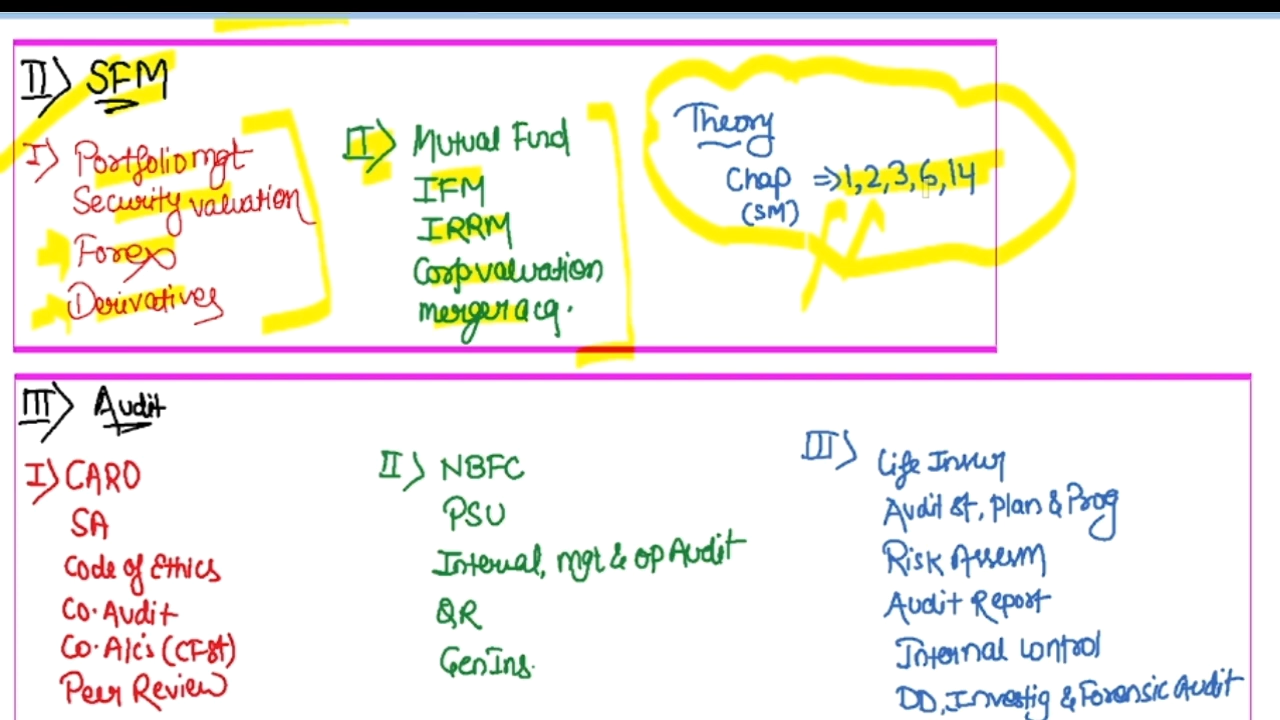 II) SFM
I) Portfolio mgt
Security valuation
Forex
Derivatives
II) Mutual Fund
IFM
IRRM
Corp valuation
merger acq.
Theory
Chap ⇒ 1, 2, 3, 6, 14
(SM)
III) Audit
I) CARO
SA
Code of Ethics
Co. Audit
Co. A/c's (CFst)
Peer Review
II) NBFC
PSU
Internal, mgt & op Audit
QR
Gen Ins.
III) Life Insur
Audit st, plan & Prog
Risk Assesm
Audit Report
Internal control
DD, Investig & Forensic Audit